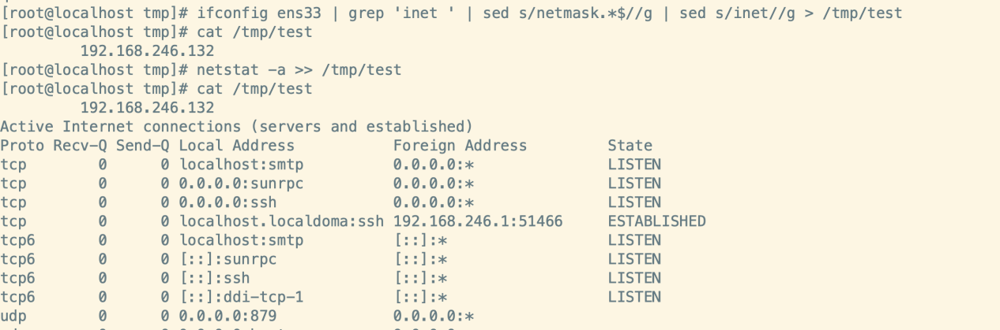 [root@localhost tmp]# ifconfig ens33 | grep 'inet ' | sed s/netmask.*$//g | sed s/inet//g > /tmp/test
[root@localhost tmp]# cat /tmp/test
192.168.246.132
[root@localhost tmp]# netstat -a >> /tmp/test
[root@localhost tmp]# cat /tmp/test
192.168.246.132
Active Internet connections (servers and established)
Proto Recv-Q Send-Q Local Address Foreign Address State
tcp 0 0 localhost:smtp 0.0.0.0:* LISTEN
tcp 0 0 0.0.0.0:sunrpc 0.0.0.0:* LISTEN
tcp 0 0 0.0.0.0:ssh 0.0.0.0:* LISTEN
tcp 0 0 localhost.localdoma:ssh 192.168.246.1:51466 ESTABLISHED
tcp6 0 0 localhost:smtp [::]:* LISTEN
tcp6 0 0 [::]:sunrpc [::]:* LISTEN
tcp6 0 0 [::]:ssh [::]:* LISTEN
tcp6 0 0 [::]:ddi-tcp-1 [::]:* LISTEN
udp 0 0 0.0.0.0:879 0.0.0.0:*